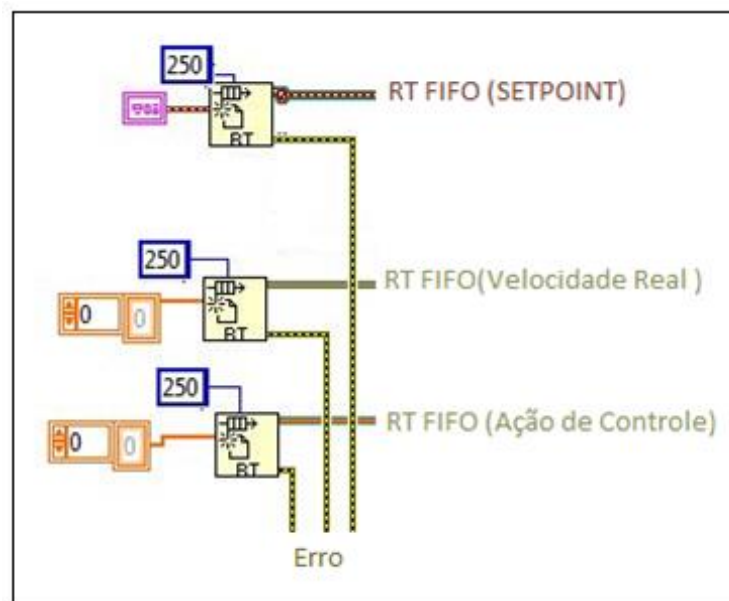 250
RT FIFO (SETPOINT)
RT
250
RT FIFO(Velocidade Real )
0
0
RT
250
RT FIFO (Ação de Controle)
0
0
RT
Erro